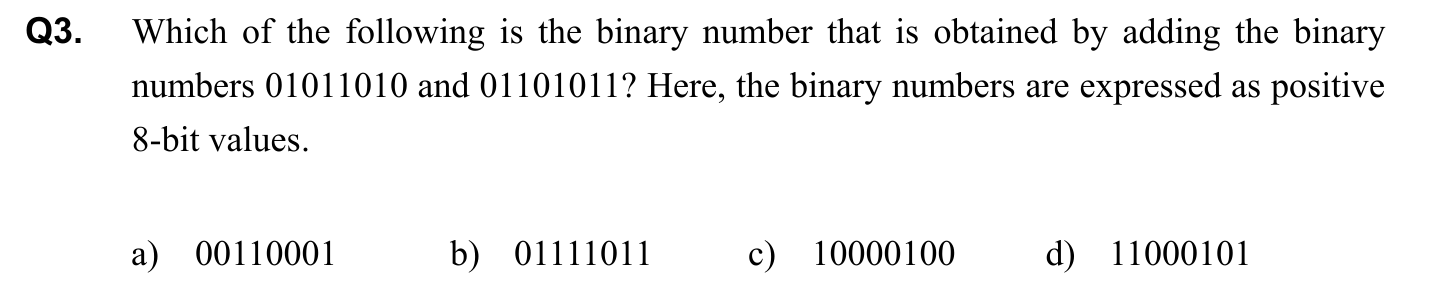 Q3. Which of the following is the binary number that is obtained by adding the binary
numbers 01011010 and 01101011? Here, the binary numbers are expressed as positive
8-bit values.
a) 00110001 b) 01111011 c) 10000100 d) 11000101